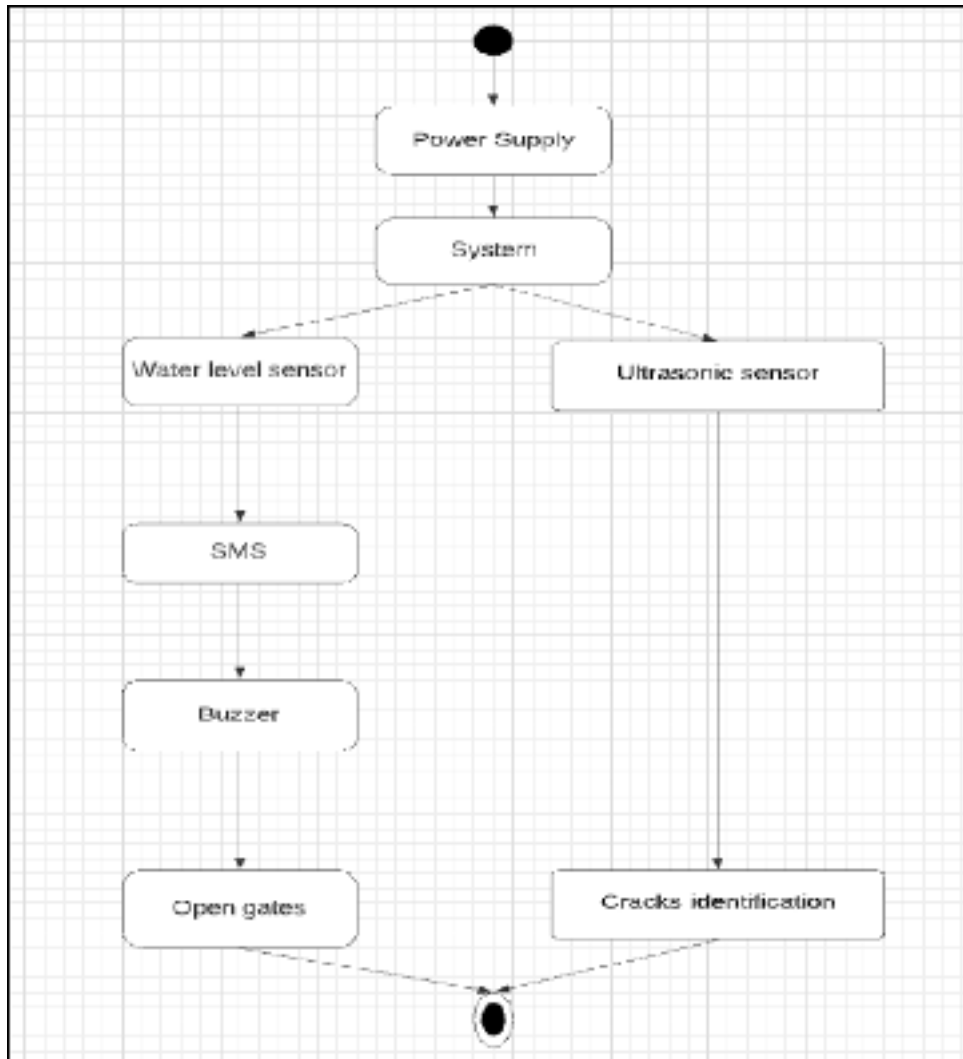 Power Supply
System
Water level sensor
Ultrasonic sensor
SMS
Buzzer
Open gates
Cracks identification